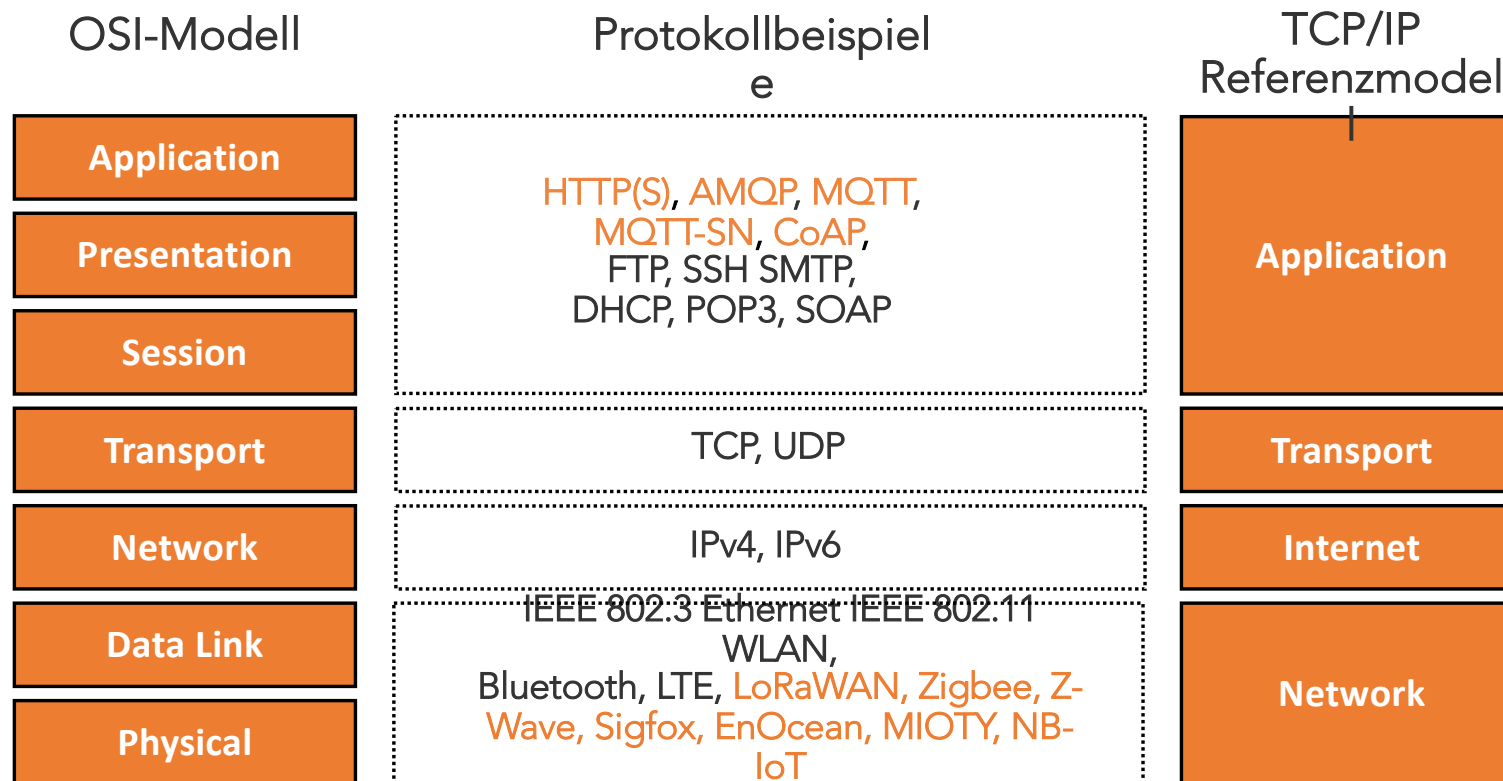 OSI-Modell
Application
Presentation
Session
Transport
Network
Data Link
Physical
Protokollbeispiel
e
HTTP(S), AMQP, MQTT,
MQTT-SN, CoAP,
FTP, SSH SMTP,
DHCP, POP3, SOAP
TCP, UDP
IPv4, IPv6
IEEE 802.3 Ethernet IEEE 802.11
WLAN,
Bluetooth, LTE, LoRaWAN, Zigbee, Z-
Wave, Sigfox, EnOcean, MIOTY, NB-
IoT
TCP/IP
Referenzmodel
l
Application
Transport
Internet
Network